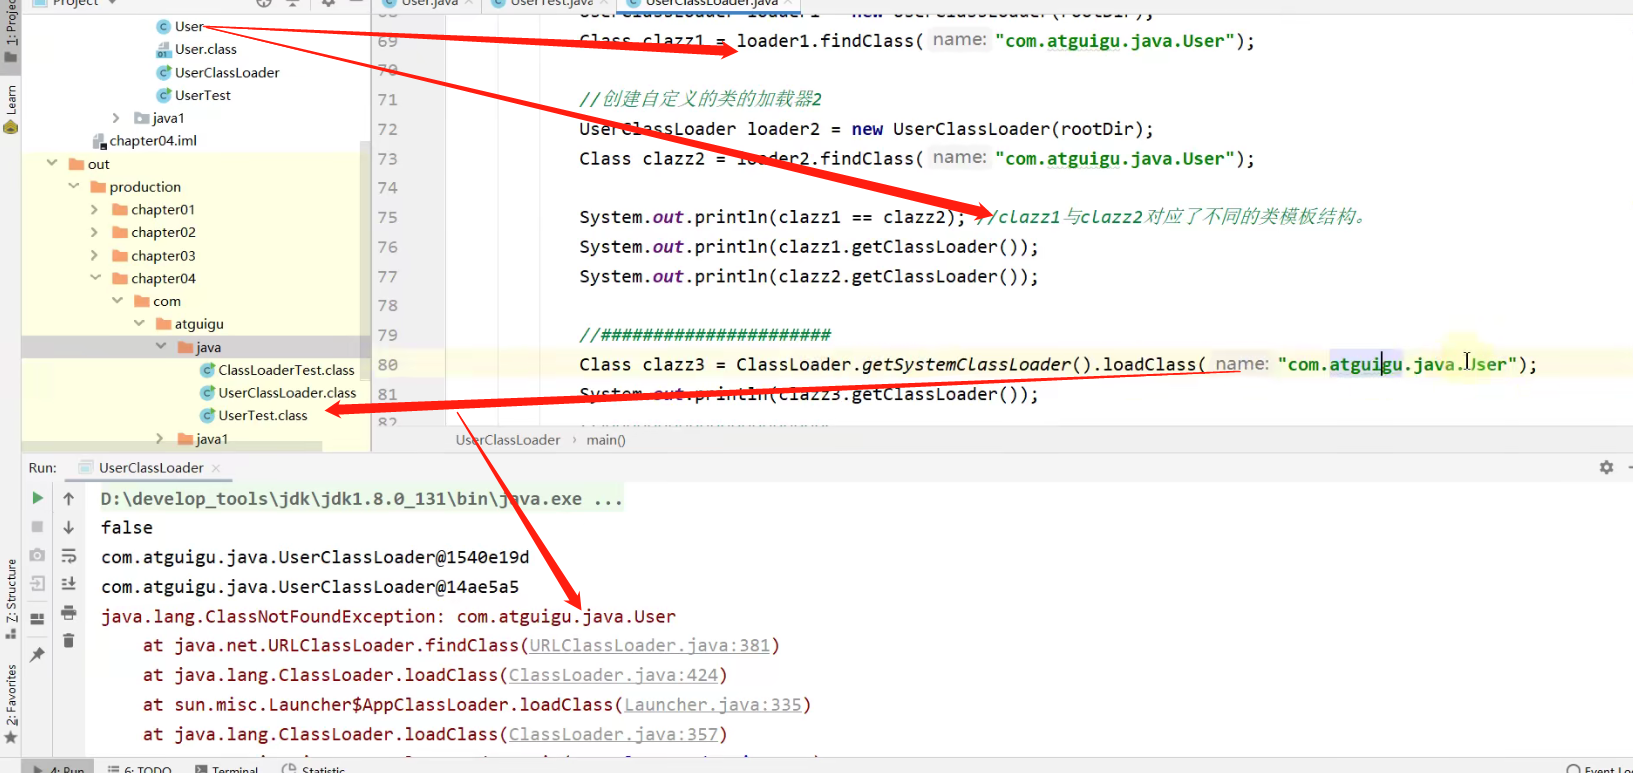 Project
User.java
UserTest.java
UserClassLoader.java
1: Project
Learn
User
User.class
UserClassLoader
UserTest
java1
chapter04.iml
out
production
chapter01
chapter02
chapter03
chapter04
com
atguigu
java
ClassLoaderTest.class
UserClassLoader.class
UserTest.class
java1
68 UserClassLoader loader1 = new UserClassLoader(rootDir);
69 Class clazz1 = loader1.findClass( name: "com.atguigu.java.User");
70
71 //创建自定义的类的加载器2
72 UserClassLoader loader2 = new UserClassLoader(rootDir);
73 Class clazz2 = loader2.findClass( name: "com.atguigu.java.User");
74
75 System.out.println(clazz1 == clazz2); //clazz1与clazz2对应了不同的类模板结构。
76 System.out.println(clazz1.getClassLoader());
77 System.out.println(clazz2.getClassLoader());
78
79 //######################
80 Class clazz3 = ClassLoader.getSystemClassLoader().loadClass( name: "com.atguigu.java.User");
81 System.out.println(clazz3.getClassLoader());
82
UserClassLoader › main()
Run: UserClassLoader
D:\develop_tools\jdk\jdk1.8.0_131\bin\java.exe ...
false
com.atguigu.java.UserClassLoader@1540e19d
com.atguigu.java.UserClassLoader@14ae5a5
java.lang.ClassNotFoundException: com.atguigu.java.User
at java.net.URLClassLoader.findClass(URLClassLoader.java:381)
at java.lang.ClassLoader.loadClass(ClassLoader.java:424)
at sun.misc.Launcher$AppClassLoader.loadClass(Launcher.java:335)
at java.lang.ClassLoader.loadClass(ClassLoader.java:357)
Z: Structure
2: Favorites
4: Run
6: TODO
Terminal
Statistic
Event Lo